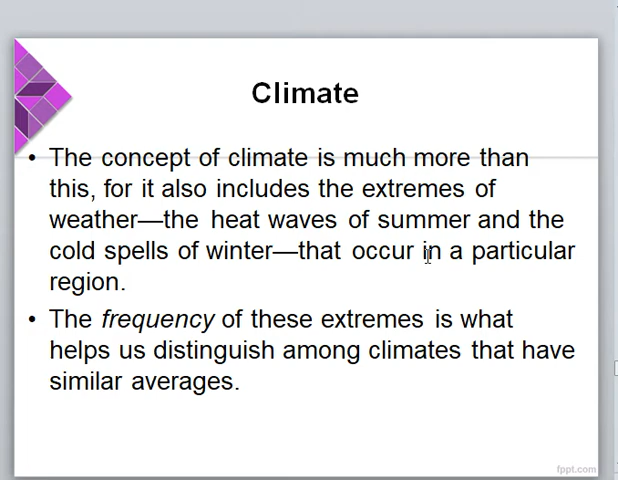 Climate
• The concept of climate is much more than
this, for it also includes the extremes of
weather—the heat waves of summer and the
cold spells of winter—that occur in a particular
region.
• The frequency of these extremes is what
helps us distinguish among climates that have
similar averages.
fppt.com